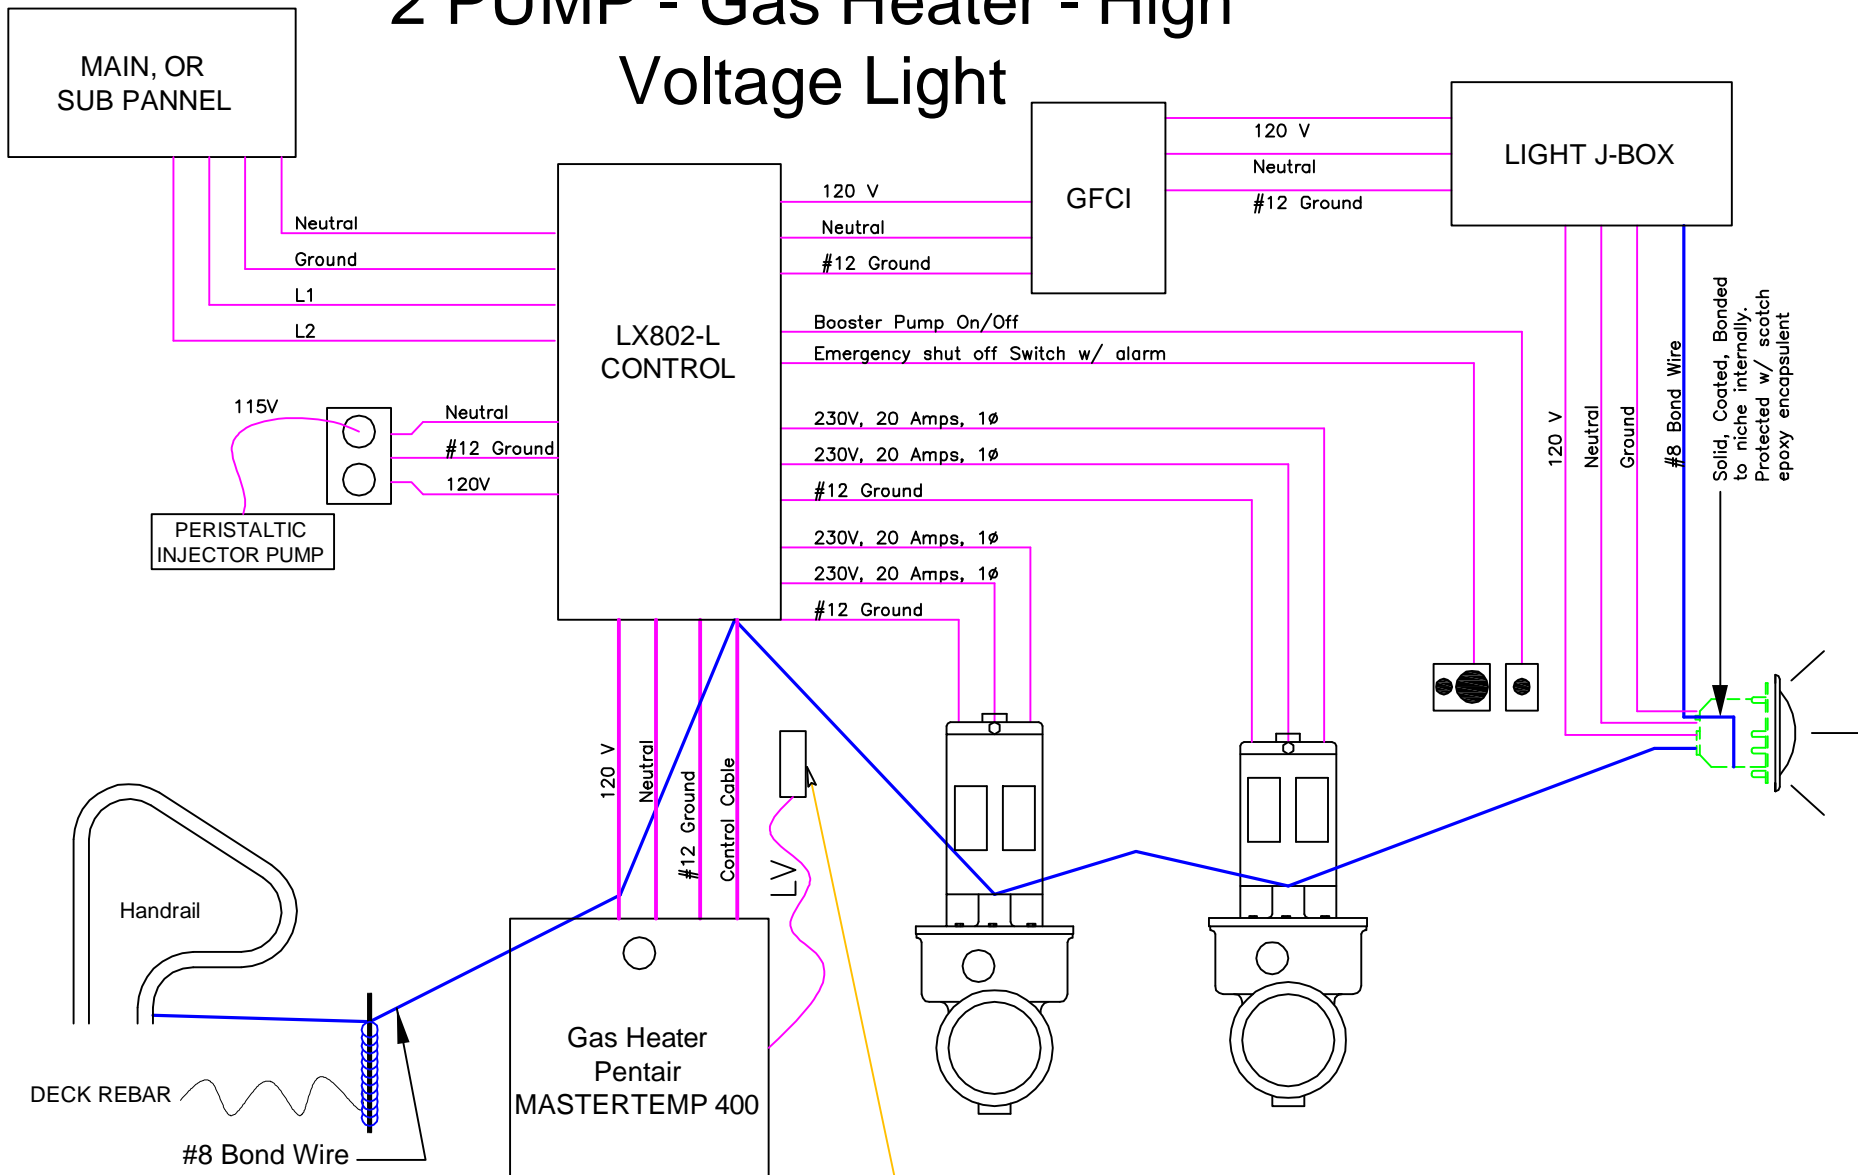 2 PUMP - Gas Heater - High
Voltage Light
MAIN, OR
SUB PANNEL
Neutral
Ground
L1
L2
LX802-L
CONTROL
120 V
Neutral
#12 Ground
GFCI
120 V
Neutral
#12 Ground
LIGHT J-BOX
Booster Pump On/Off
Emergency shut off Switch w/ alarm
230V, 20 Amps, 1ø
230V, 20 Amps, 1ø
#12 Ground
230V, 20 Amps, 1ø
230V, 20 Amps, 1ø
#12 Ground
115V
Neutral
#12 Ground
120V
PERISTALTIC
INJECTOR PUMP
120 V
Neutral
Ground
#8 Bond Wire
Solid, Coated, Bonded
to niche internally.
Protected w/ scotch
epoxy encapsulent
120 V
Neutral
#12 Ground
Control Cable
LV
Handrail
DECK REBAR
#8 Bond Wire
Gas Heater
Pentair
MASTERTEMP 400